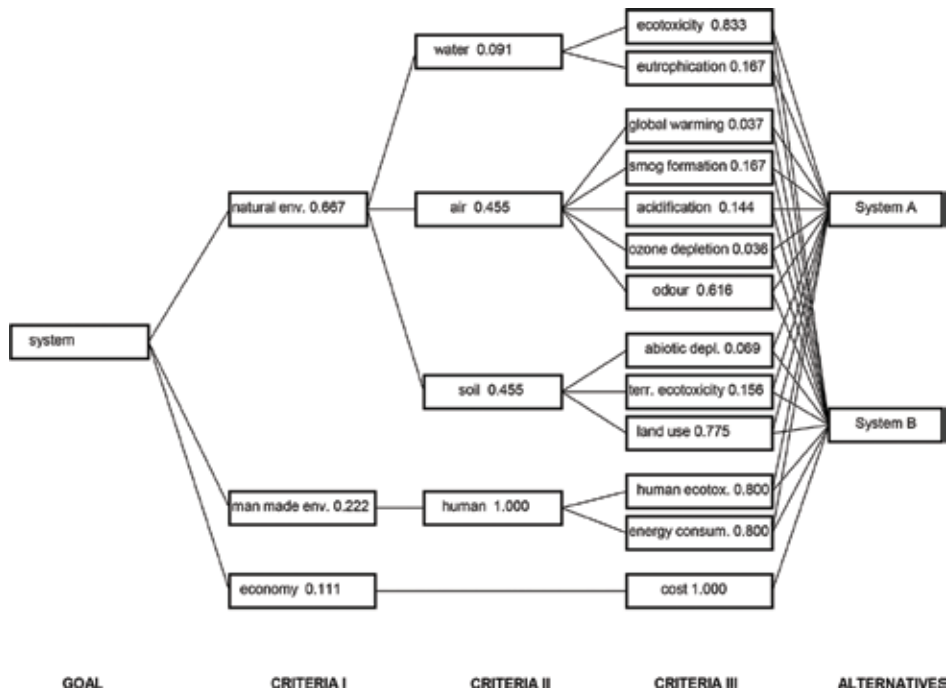 ecotoxicity 0.833
water 0.091
eutrophication 0.167
global warming 0.037
smog formation 0.167
natural env. 0.667
air 0.455
acidification 0.144
System A
ozone depletion 0.036
odour 0.616
system
abiotic depl. 0.069
soil 0.455
terr. ecotoxicity 0.156
land use 0.775
System B
human ecotox. 0.800
man made env. 0.222
human 1.000
energy consum. 0.800
economy 0.111
cost 1.000
GOAL
CRITERIA I
CRITERIA II
CRITERIA III
ALTERNATIVES